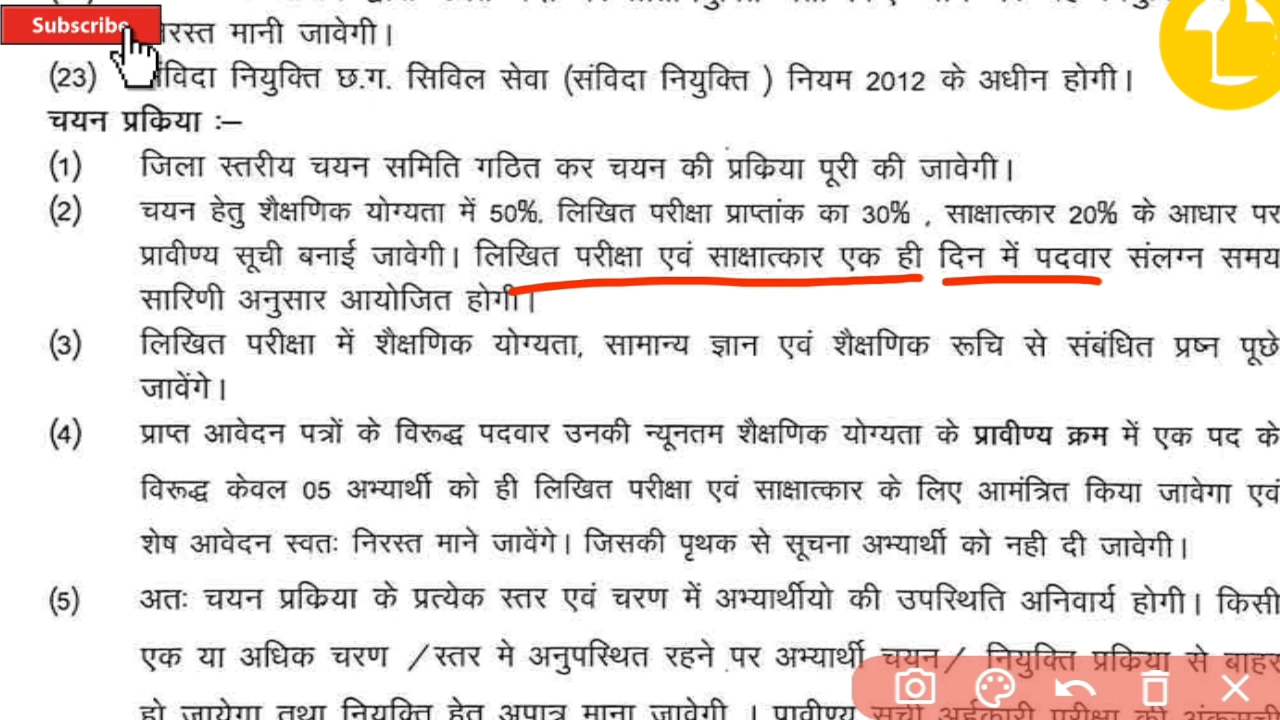 Subscribe
निरस्त मानी जावेगी।
(23) संविदा नियुक्ति छ.ग. सिविल सेवा (संविदा नियुक्ति ) नियम 2012 के अधीन होगी।
चयन प्रकिया :–
(1) जिला स्तरीय चयन समिति गठित कर चयन की प्रकिया पूरी की जावेगी।
(2) चयन हेतु शैक्षणिक योग्यता में 50%. लिखित परीक्षा प्राप्तांक का 30% , साक्षात्कार 20% के आधार पर
प्रावीण्य सूची बनाई जावेगी। लिखित परीक्षा एवं साक्षात्कार एक ही दिन में पदवार संलग्न समय
सारिणी अनुसार आयोजित होगी।
(3) लिखित परीक्षा में शैक्षणिक योग्यता, सामान्य ज्ञान एवं शैक्षणिक रूचि से संबंधित प्रष्न पूछे
जावेंगे।
(4) प्राप्त आवेदन पत्रों के विरूद्ध पदवार उनकी न्यूनतम शैक्षणिक योग्यता के प्रावीण्य क्रम में एक पद के
विरूद्ध केवल 05 अभ्यार्थी को ही लिखित परीक्षा एवं साक्षात्कार के लिए आमंत्रित किया जावेगा एवं
शेष आवेदन स्वतः निरस्त माने जावेंगे। जिसकी पृथक से सूचना अभ्यार्थी को नही दी जावेगी।
(5) अतः चयन प्रकिया के प्रत्येक स्तर एवं चरण में अभ्यार्थीयो की उपस्थिति अनिवार्य होगी। किसी
एक या अधिक चरण /स्तर मे अनुपस्थित रहने पर अभ्यार्थी चयन/ नियुक्ति प्रकिया से बाहर
हो जायेगा तथा नियुक्ति हेतु अपात्र माना जावेगी । प्रावीण्य सूची